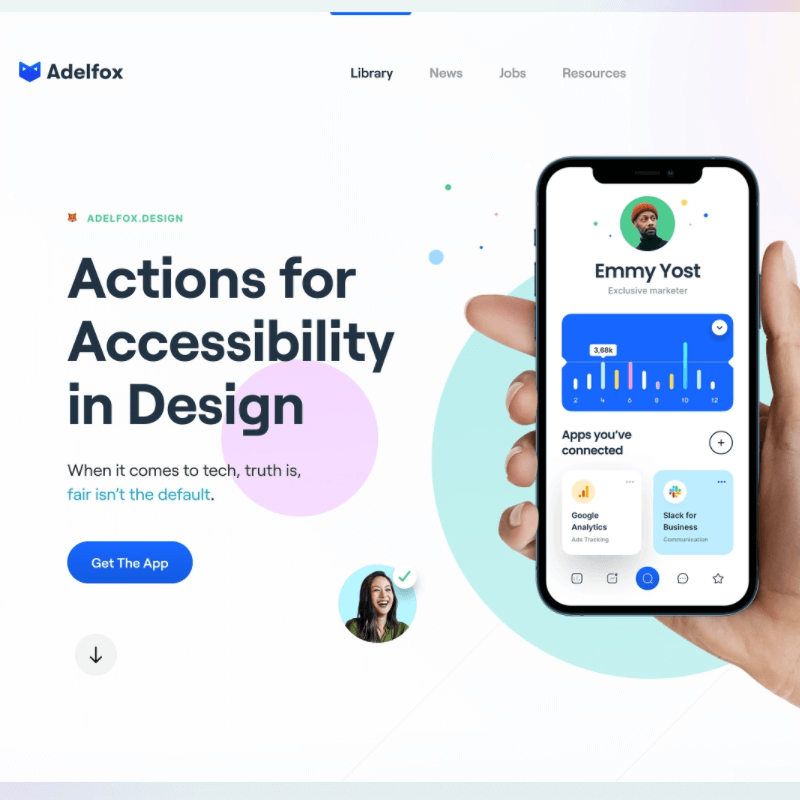 Adelfox
Library News Jobs Resources
ADELFOX.DESIGN
Actions for
Accessibility
in Design
When it comes to tech, truth is,
fair isn’t the default.
Get The App
Emmy Yost
Exclusive marketer
3,68k
2 4 6 8 10 12
Apps you’ve
connected
Google
Analytics
Ads Tracking
Slack for
Business
Communication